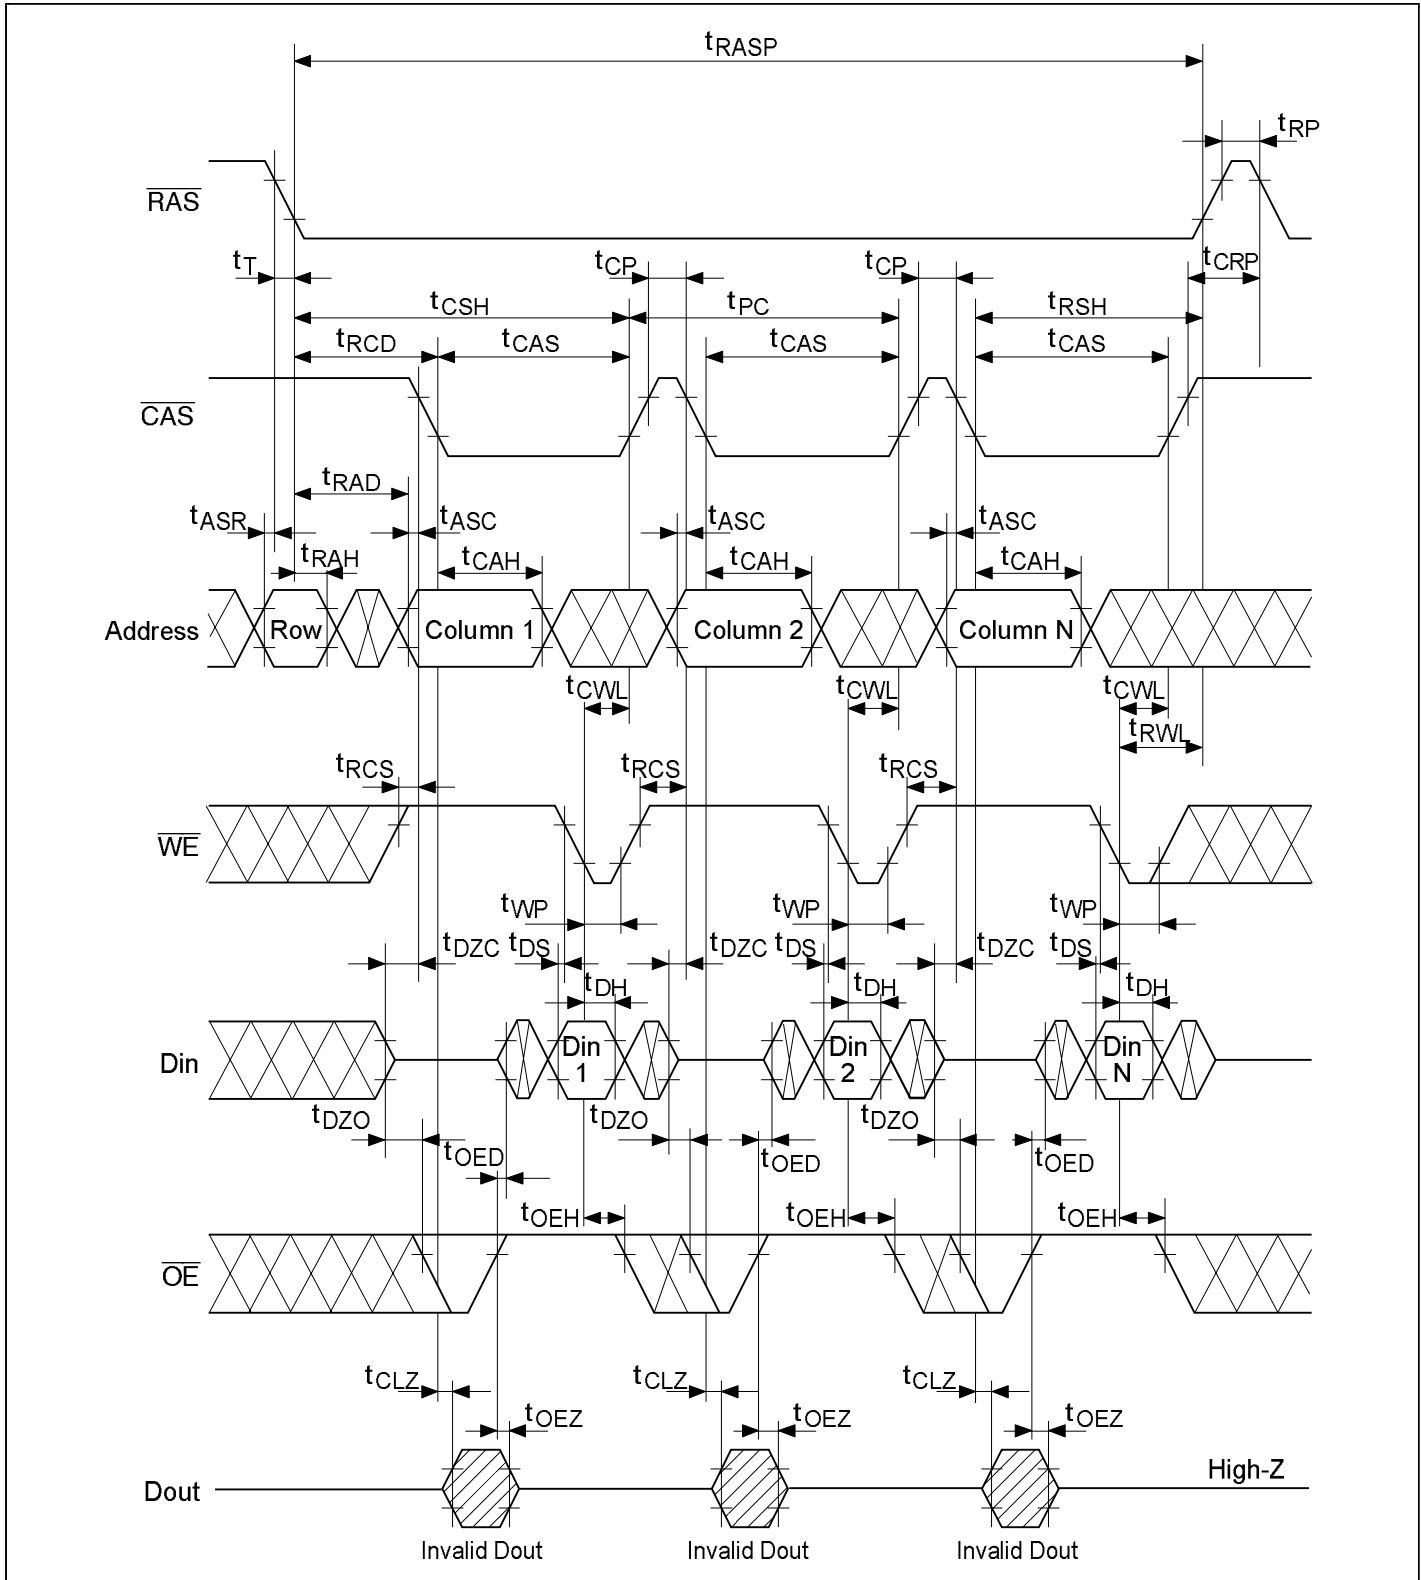 tRASP
tRP
RAS
tT tCP tCP tCRP
tCSH tPC tRSH
tRCD tCAS tCAS tCAS
CAS
tRAD
tASR tASC tASC tASC
tRAH tCAH tCAH tCAH
Address Row Column 1 Column 2 Column N
tCWL tCWL tCWL
tRWL
tRCS tRCS tRCS
WE
tWP tWP tWP
tDZC tDS tDZC tDS tDZC tDS
tDH tDH tDH
Din Din 1 Din 2 Din N
tDZO tDZO tDZO
tOED tOED tOED
tOEH tOEH tOEH
OE
tCLZ tCLZ tCLZ
tOEZ tOEZ tOEZ
High-Z
Dout
Invalid Dout Invalid Dout Invalid Dout